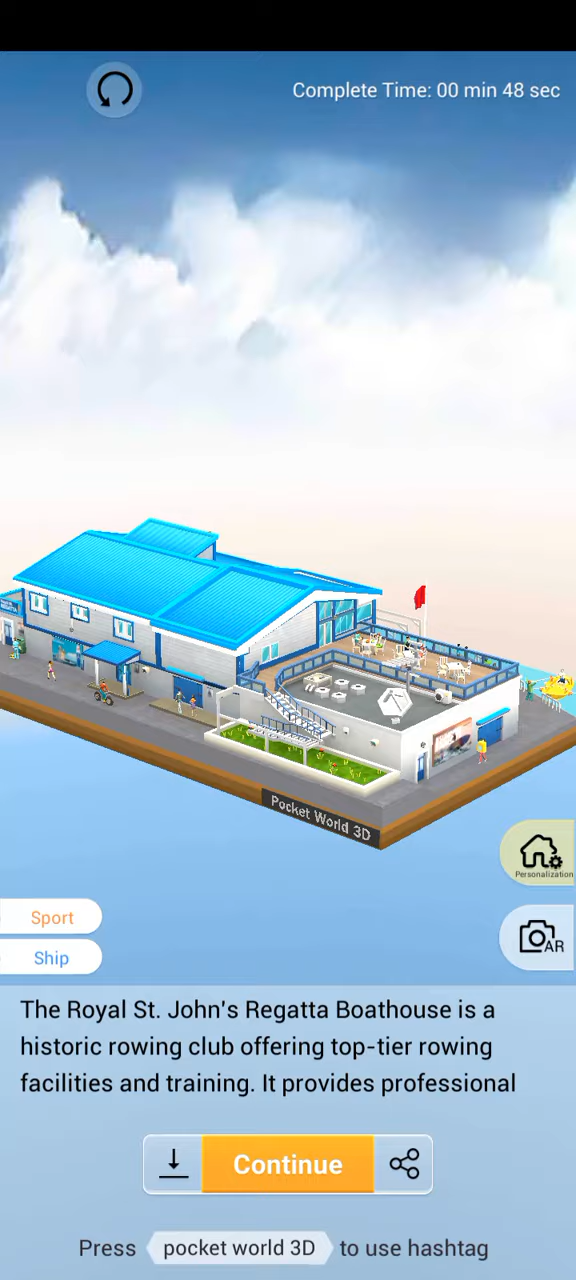 Complete Time: 00 min 48 sec
Pocket World 3D
Personalization
AR
Sport
Ship
The Royal St. John's Regatta Boathouse is a
historic rowing club offering top-tier rowing
facilities and training. It provides professional
Continue
Press pocket world 3D to use hashtag